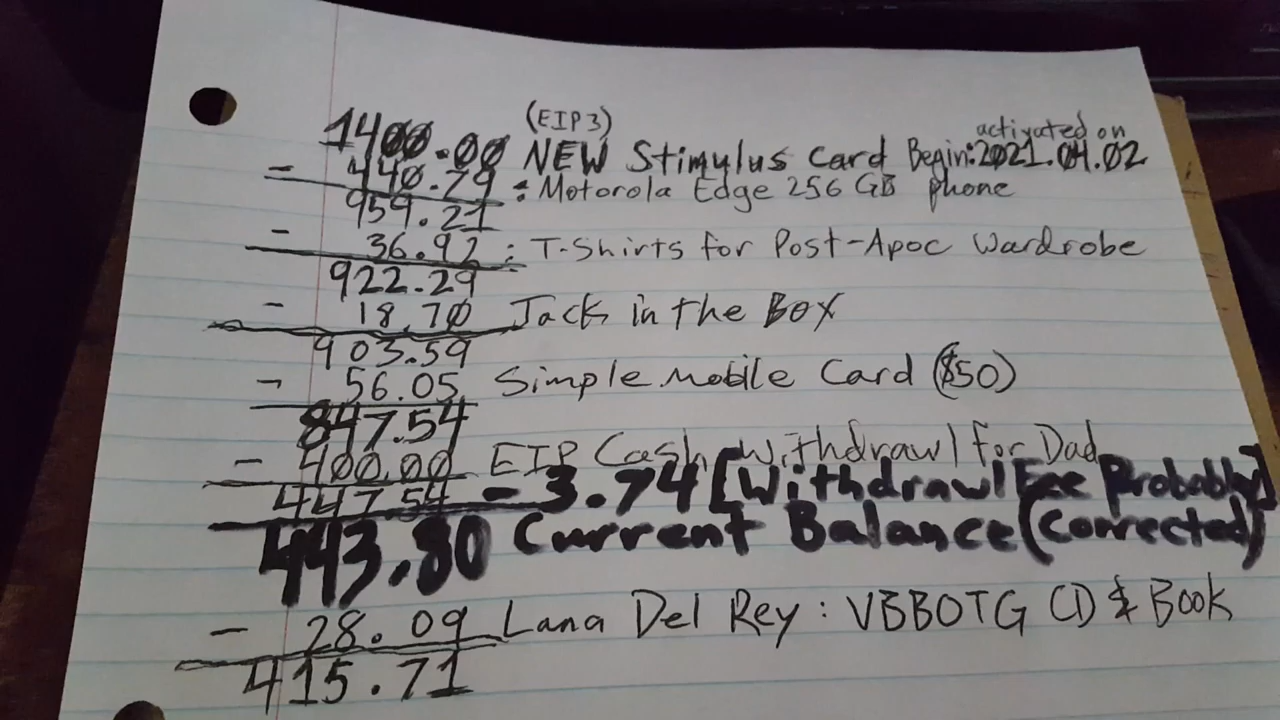 (EIP3)
activated on
1400.00 NEW Stimulus Card Begin: 2021.04.02
- 440.79 : Motorola Edge 256 GB phone
959.21
- 36.92 : T-Shirts for Post-Apoc Wardrobe
922.29
- 18.70 Jack in the Box
903.59
- 56.05 Simple Mobile Card ($50)
847.54
- 400.00 EIP Cash Withdrawl for Dad
447.54 - 3.74 [Withdrawl Fee Probably]
443.80 Current Balance (Corrected)
- 28.09 Lana Del Rey: VBBOTG CD & Book
415.71